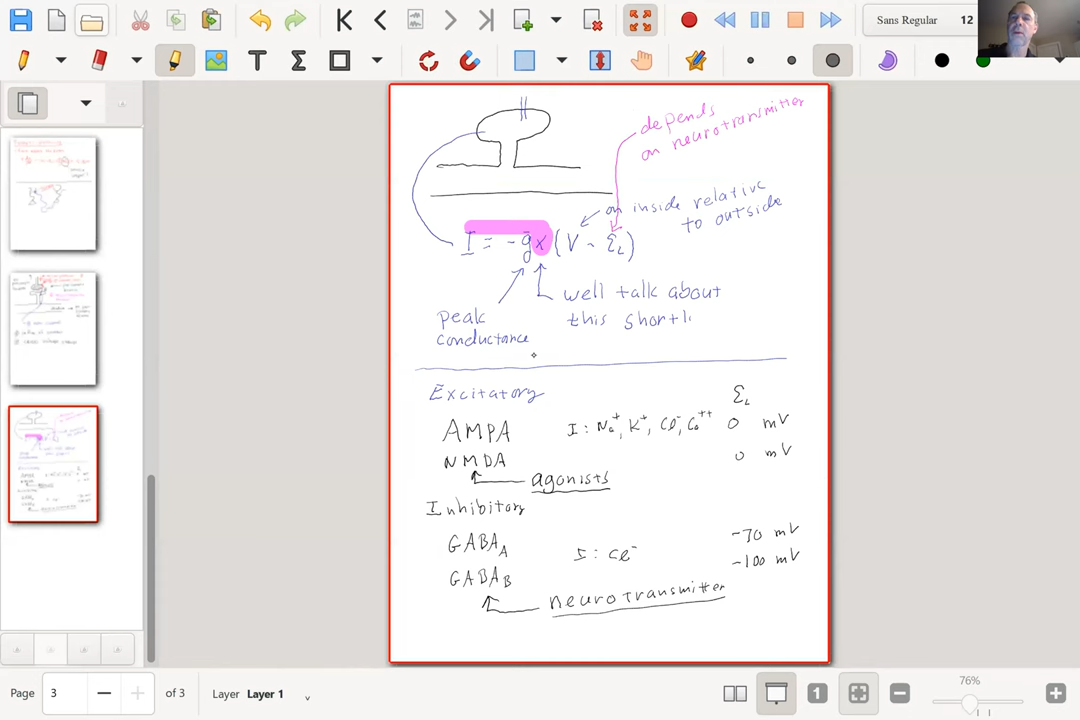 Sans Regular 12
depends
on neurotransmitter
on inside relative
to outside
I = - g x ( V - ℰL )
well talk about
this shortl
peak
conductance
Excitatory ℰL
AMPA I : Na+, K+, Cl-, Ca++ 0 mV
NMDA 0 mV
agonists
Inhibitory
GABAA -70 mV
I : Cl-
GABAB -100 mV
neurotransmitter
Page 3 of 3 Layer Layer 1 76%
1